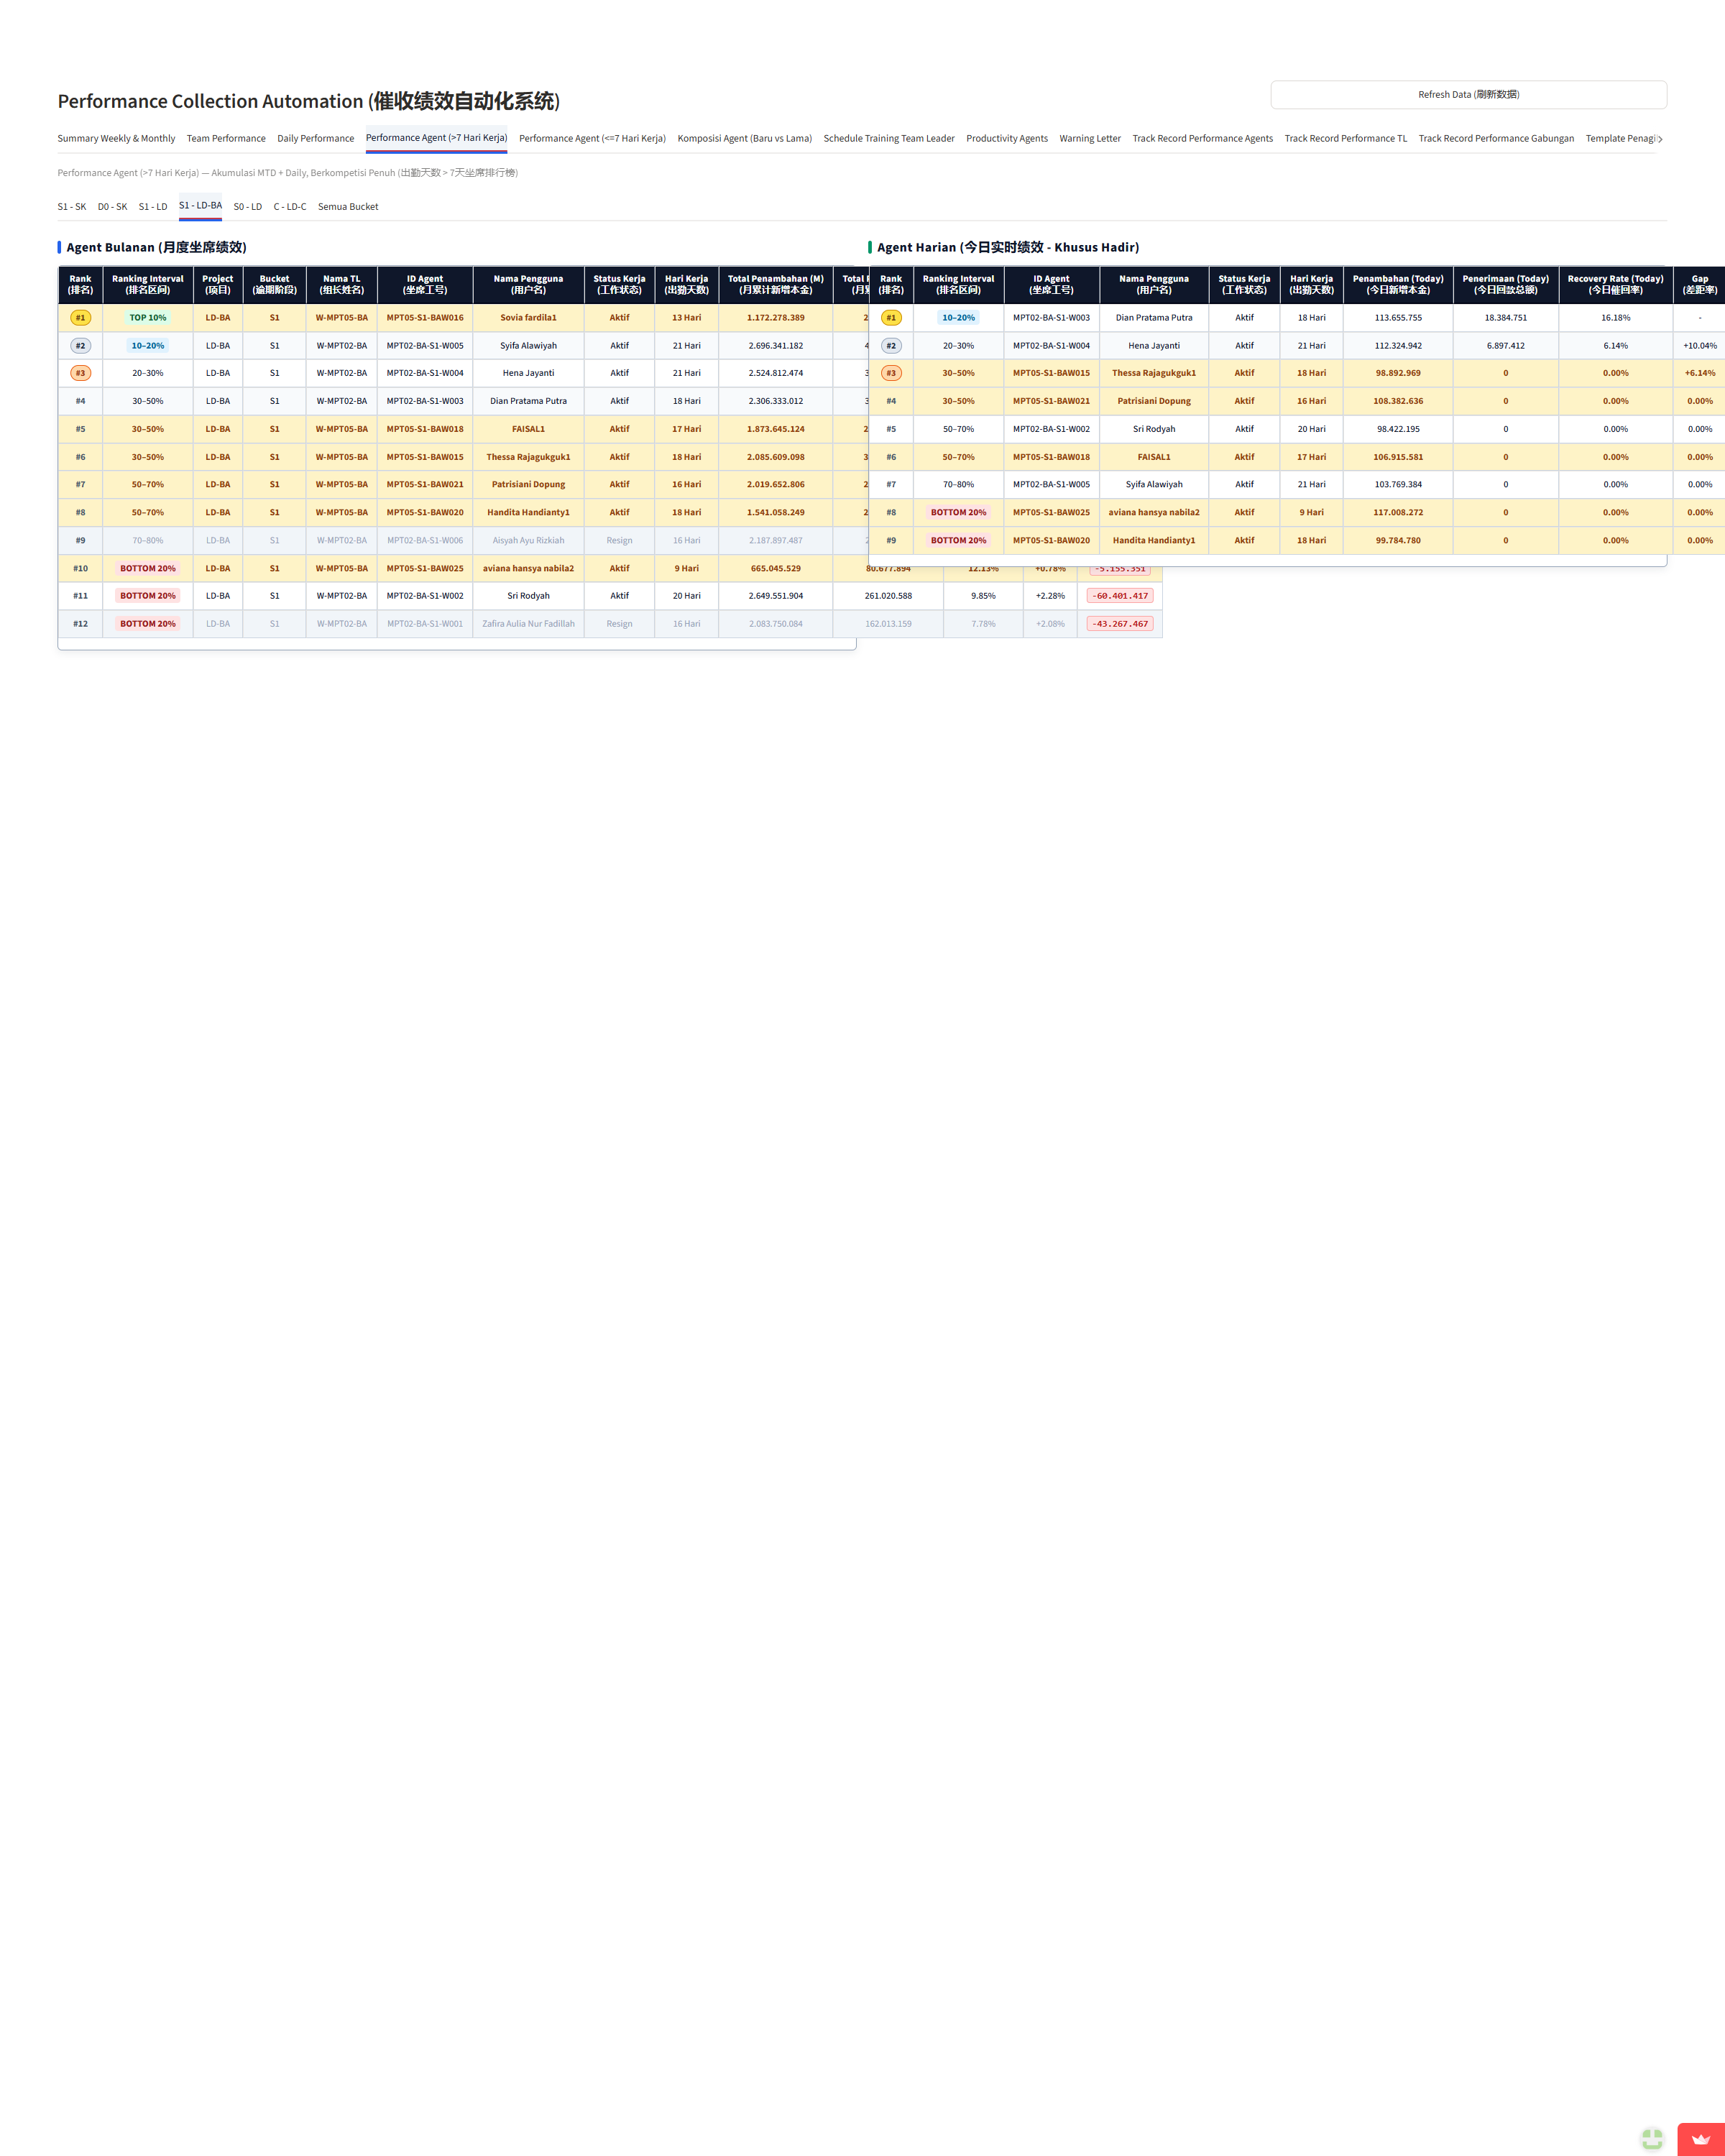 Performance Collection Automation (催收绩效自动化系统)
Refresh Data (刷新数据)
Summary Weekly & Monthly Team Performance Daily Performance Performance Agent (>7 Hari Kerja) Performance Agent (<=7 Hari Kerja) Komposisi Agent (Baru vs Lama) Schedule Training Team Leader Productivity Agents Warning Letter Track Record Performance Agents Track Record Performance TL Track Record Performance Gabungan Template Penagi
Performance Agent (>7 Hari Kerja) — Akumulasi MTD + Daily, Berkompetisi Penuh (出勤天数 > 7天坐席排行榜)
S1 - SK D0 - SK S1 - LD S1 - LD-BA S0 - LD C - LD-C Semua Bucket
Agent Bulanan (月度坐席绩效)
Rank Ranking Interval Project Bucket Nama TL ID Agent Nama Pengguna Status Kerja Hari Kerja Total Penambahan (M) Total
(排名) (排名区间) (项目) (逾期阶段) (组长姓名) (坐席工号) (用户名) (工作状态) (出勤天数) (月累计新增本金) (月
#1 TOP 10% LD-BA S1 W-MPT05-BA MPT05-S1-BAW016 Sovia fardila1 Aktif 13 Hari 1.172.278.389 2
#2 10–20% LD-BA S1 W-MPT02-BA MPT02-BA-S1-W005 Syifa Alawiyah Aktif 21 Hari 2.696.341.182 4
#3 20–30% LD-BA S1 W-MPT02-BA MPT02-BA-S1-W004 Hena Jayanti Aktif 21 Hari 2.524.812.474 3
#4 30–50% LD-BA S1 W-MPT02-BA MPT02-BA-S1-W003 Dian Pratama Putra Aktif 18 Hari 2.306.333.012 3
#5 30–50% LD-BA S1 W-MPT05-BA MPT05-S1-BAW018 FAISAL1 Aktif 17 Hari 1.873.645.124 2
#6 30–50% LD-BA S1 W-MPT05-BA MPT05-S1-BAW015 Thessa Rajagukguk1 Aktif 18 Hari 2.085.609.098 3
#7 50–70% LD-BA S1 W-MPT05-BA MPT05-S1-BAW021 Patrisiani Dopung Aktif 16 Hari 2.019.652.806 2
#8 50–70% LD-BA S1 W-MPT05-BA MPT05-S1-BAW020 Handita Handianty1 Aktif 18 Hari 1.541.058.249 2
#9 70–80% LD-BA S1 W-MPT02-BA MPT02-BA-S1-W006 Aisyah Ayu Rizkiah Resign 16 Hari 2.187.897.487 2
#10 BOTTOM 20% LD-BA S1 W-MPT05-BA MPT05-S1-BAW025 aviana hansya nabila2 Aktif 9 Hari 665.045.529 80.677.894 12.13% +0.78% -5.155.351
#11 BOTTOM 20% LD-BA S1 W-MPT02-BA MPT02-BA-S1-W002 Sri Rodyah Aktif 20 Hari 2.649.551.904 261.020.588 9.85% +2.28% -60.401.417
#12 BOTTOM 20% LD-BA S1 W-MPT02-BA MPT02-BA-S1-W001 Zafira Aulia Nur Fadillah Resign 16 Hari 2.083.750.084 162.013.159 7.78% +2.08% -43.267.467
Agent Harian (今日实时绩效 - Khusus Hadir)
Rank Ranking Interval ID Agent Nama Pengguna Status Kerja Hari Kerja Penambahan (Today) Penerimaan (Today) Recovery Rate (Today) Gap
(排名) (排名区间) (坐席工号) (用户名) (工作状态) (出勤天数) (今日新增本金) (今日回款总额) (今日催回率) (差距率)
#1 10–20% MPT02-BA-S1-W003 Dian Pratama Putra Aktif 18 Hari 113.655.755 18.384.751 16.18% -
#2 20–30% MPT02-BA-S1-W004 Hena Jayanti Aktif 21 Hari 112.324.942 6.897.412 6.14% +10.04%
#3 30–50% MPT05-S1-BAW015 Thessa Rajagukguk1 Aktif 18 Hari 98.892.969 0 0.00% +6.14%
#4 30–50% MPT05-S1-BAW021 Patrisiani Dopung Aktif 16 Hari 108.382.636 0 0.00% 0.00%
#5 50–70% MPT02-BA-S1-W002 Sri Rodyah Aktif 20 Hari 98.422.195 0 0.00% 0.00%
#6 50–70% MPT05-S1-BAW018 FAISAL1 Aktif 17 Hari 106.915.581 0 0.00% 0.00%
#7 70–80% MPT02-BA-S1-W005 Syifa Alawiyah Aktif 21 Hari 103.769.384 0 0.00% 0.00%
#8 BOTTOM 20% MPT05-S1-BAW025 aviana hansya nabila2 Aktif 9 Hari 117.008.272 0 0.00% 0.00%
#9 BOTTOM 20% MPT05-S1-BAW020 Handita Handianty1 Aktif 18 Hari 99.784.780 0 0.00% 0.00%